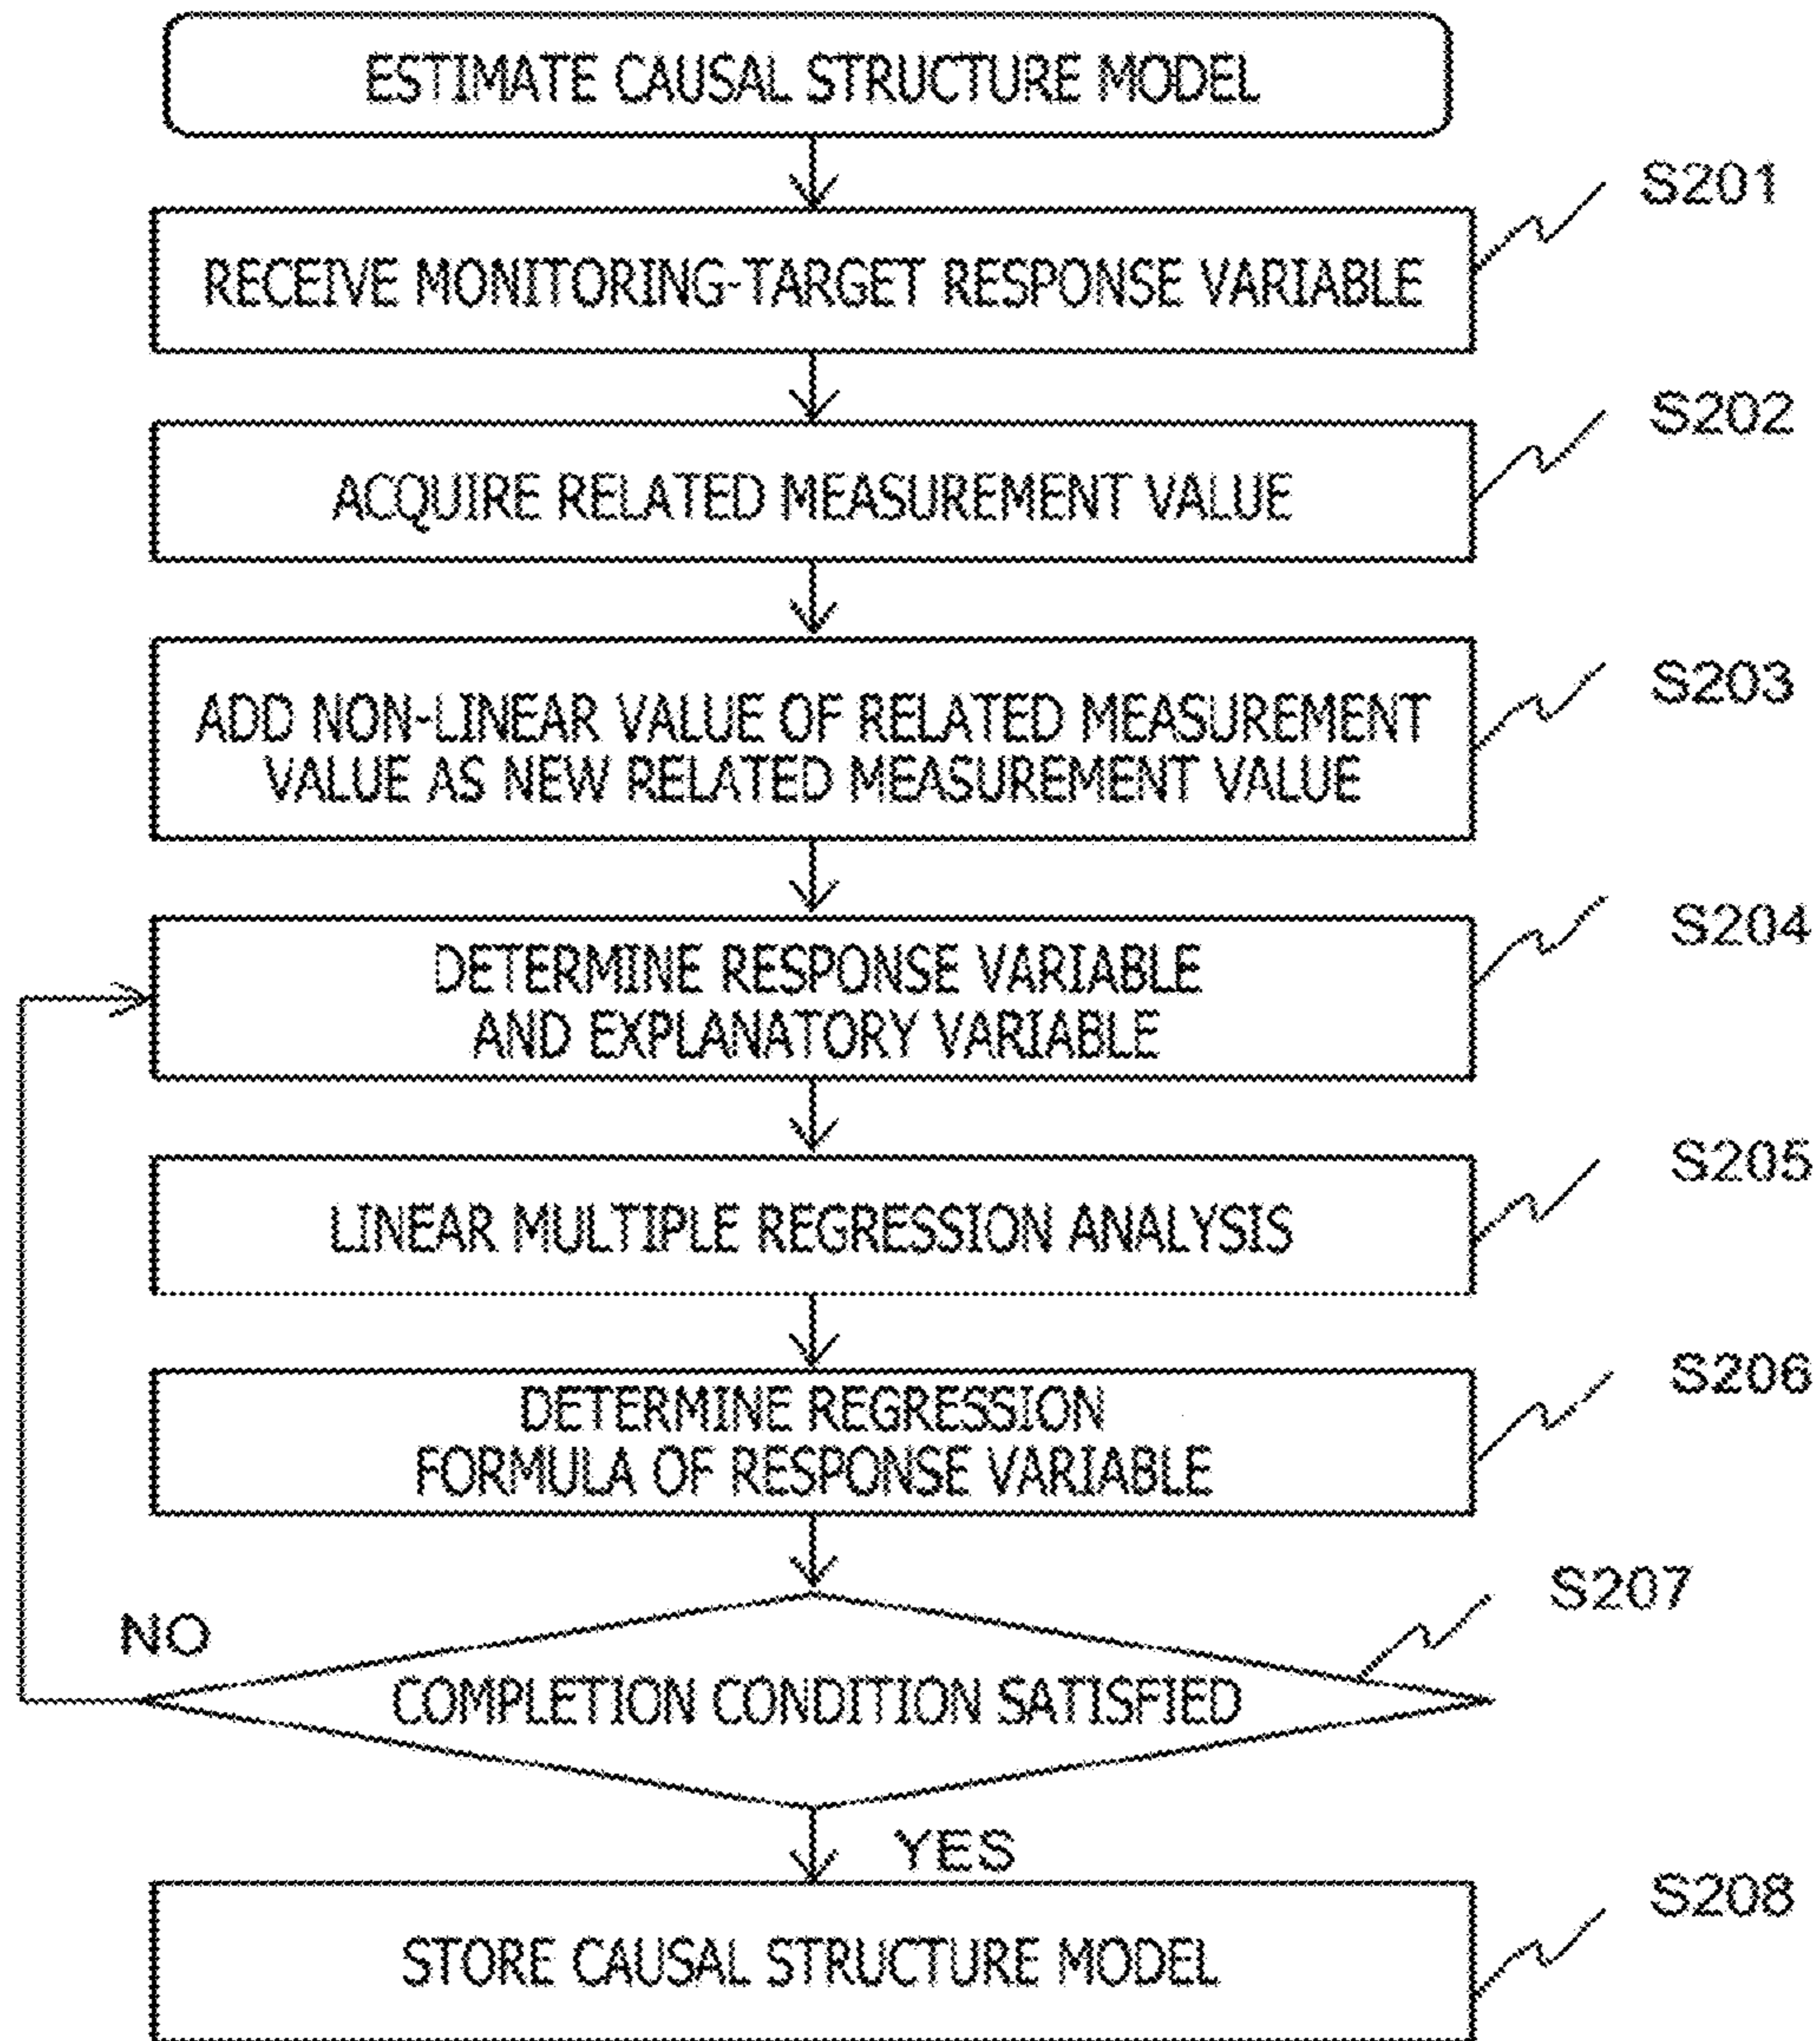 ESTIMATE CAUSAL STRUCTURE MODEL
S201
RECEIVE MONITORING-TARGET RESPONSE VARIABLE
S202
ACQUIRE RELATED MEASUREMENT VALUE
S203
ADD NON-LINEAR VALUE OF RELATED MEASUREMENT
VALUE AS NEW RELATED MEASUREMENT VALUE
S204
DETERMINE RESPONSE VARIABLE
AND EXPLANATORY VARIABLE
S205
LINEAR MULTIPLE REGRESSION ANALYSIS
S206
DETERMINE REGRESSION
FORMULA OF RESPONSE VARIABLE
S207
NO
COMPLETION CONDITION SATISFIED
YES
S208
STORE CAUSAL STRUCTURE MODEL